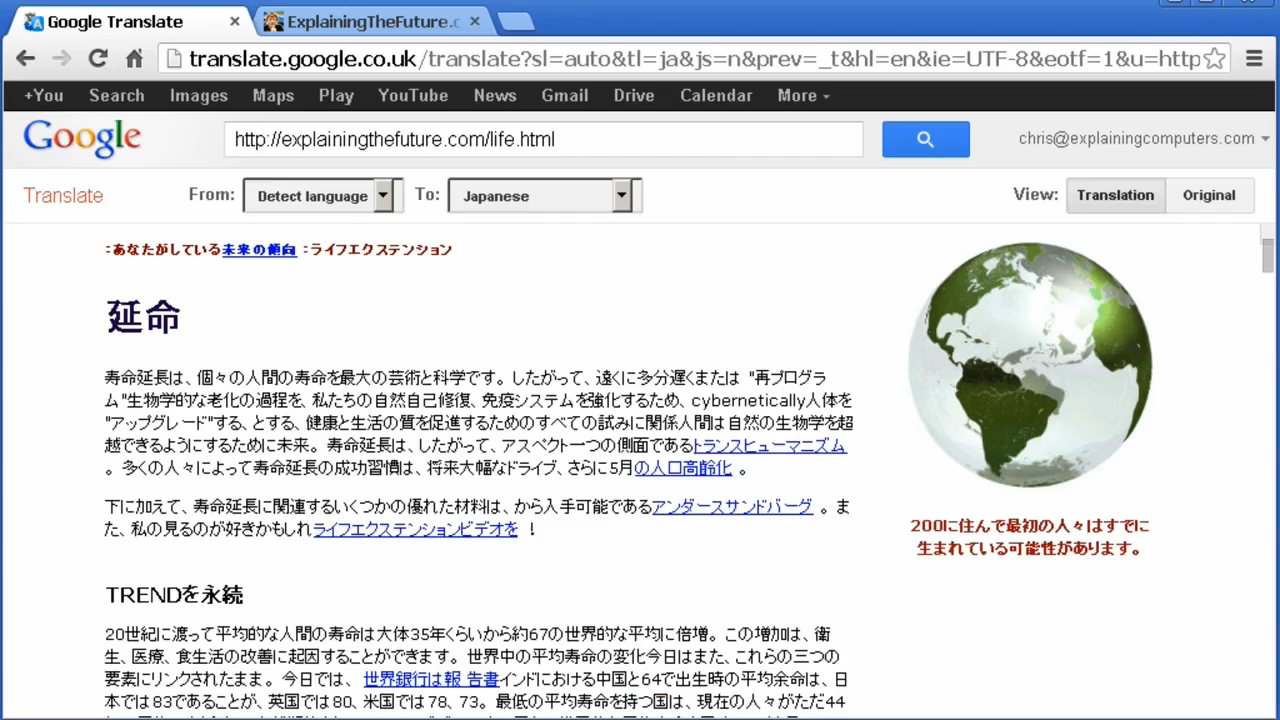 Google Translate
ExplainingTheFuture.c
translate.google.co.uk/translate?sl=auto&tl=ja&js=n&prev=_t&hl=en&ie=UTF-8&eotf=1&u=http
+You Search Images Maps Play YouTube News Gmail Drive Calendar More
Google
http://explainingthefuture.com/life.html
chris@explainingcomputers.com
Translate From: Detect language To: Japanese View: Translation Original
:あなたがしている未来の傾向 :ライフエクステンション
延命
寿命延長は、個々の人間の寿命を最大の芸術と科学です。したがって、遠くに多分遅くまたは "再プログラ
ム"生物学的な老化の過程を、私たちの自然自己修復、免疫システムを強化するため、cybernetically人体を
"アップグレード"する、とする、健康と生活の質を促進するためのすべての試みに関係人間は自然の生物学を超
越できるようにするために未来。寿命延長は、したがって、アスペクト一つの側面であるトランスヒューマニズム
。多くの人々によって寿命延長の成功習慣は、将来大幅なドライブ、さらに5月の人口高齢化 。
下に加えて、寿命延長に関連するいくつかの優れた材料は、から入手可能であるアンダースサンドバーグ 。ま
た、私の見るのが好きかもしれライフエクステンションビデオを ！
200に住んで最初の人々はすでに
生まれている可能性があります。
TRENDを永続
20世紀に渡って平均的な人間の寿命は大体35年くらいから約67の世界的な平均に倍増。この増加は、衛
生、医療、食生活の改善に起因することができます。世界中の平均寿命の変化今日はまた、これらの三つの
要素にリンクされたまま。今日では、 世界銀行は報 告書インドにおける中国と64で出生時の平均余命は、日
本では83であることが、英国では80、米国では78、73。最低の平均寿命を持つ国は、現在の人々がただ44